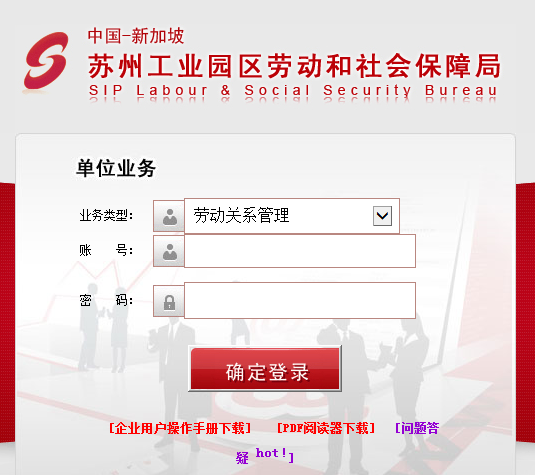 中国-新加坡
苏州工业园区劳动和社会保障局
SIP Labour & Social Security Bureau
单位业务
业务类型: 劳动关系管理
账 号:
密 码:
确定登录
[企业用户操作手册下载] [PDF阅读器下载] [问题答
疑 hot!]